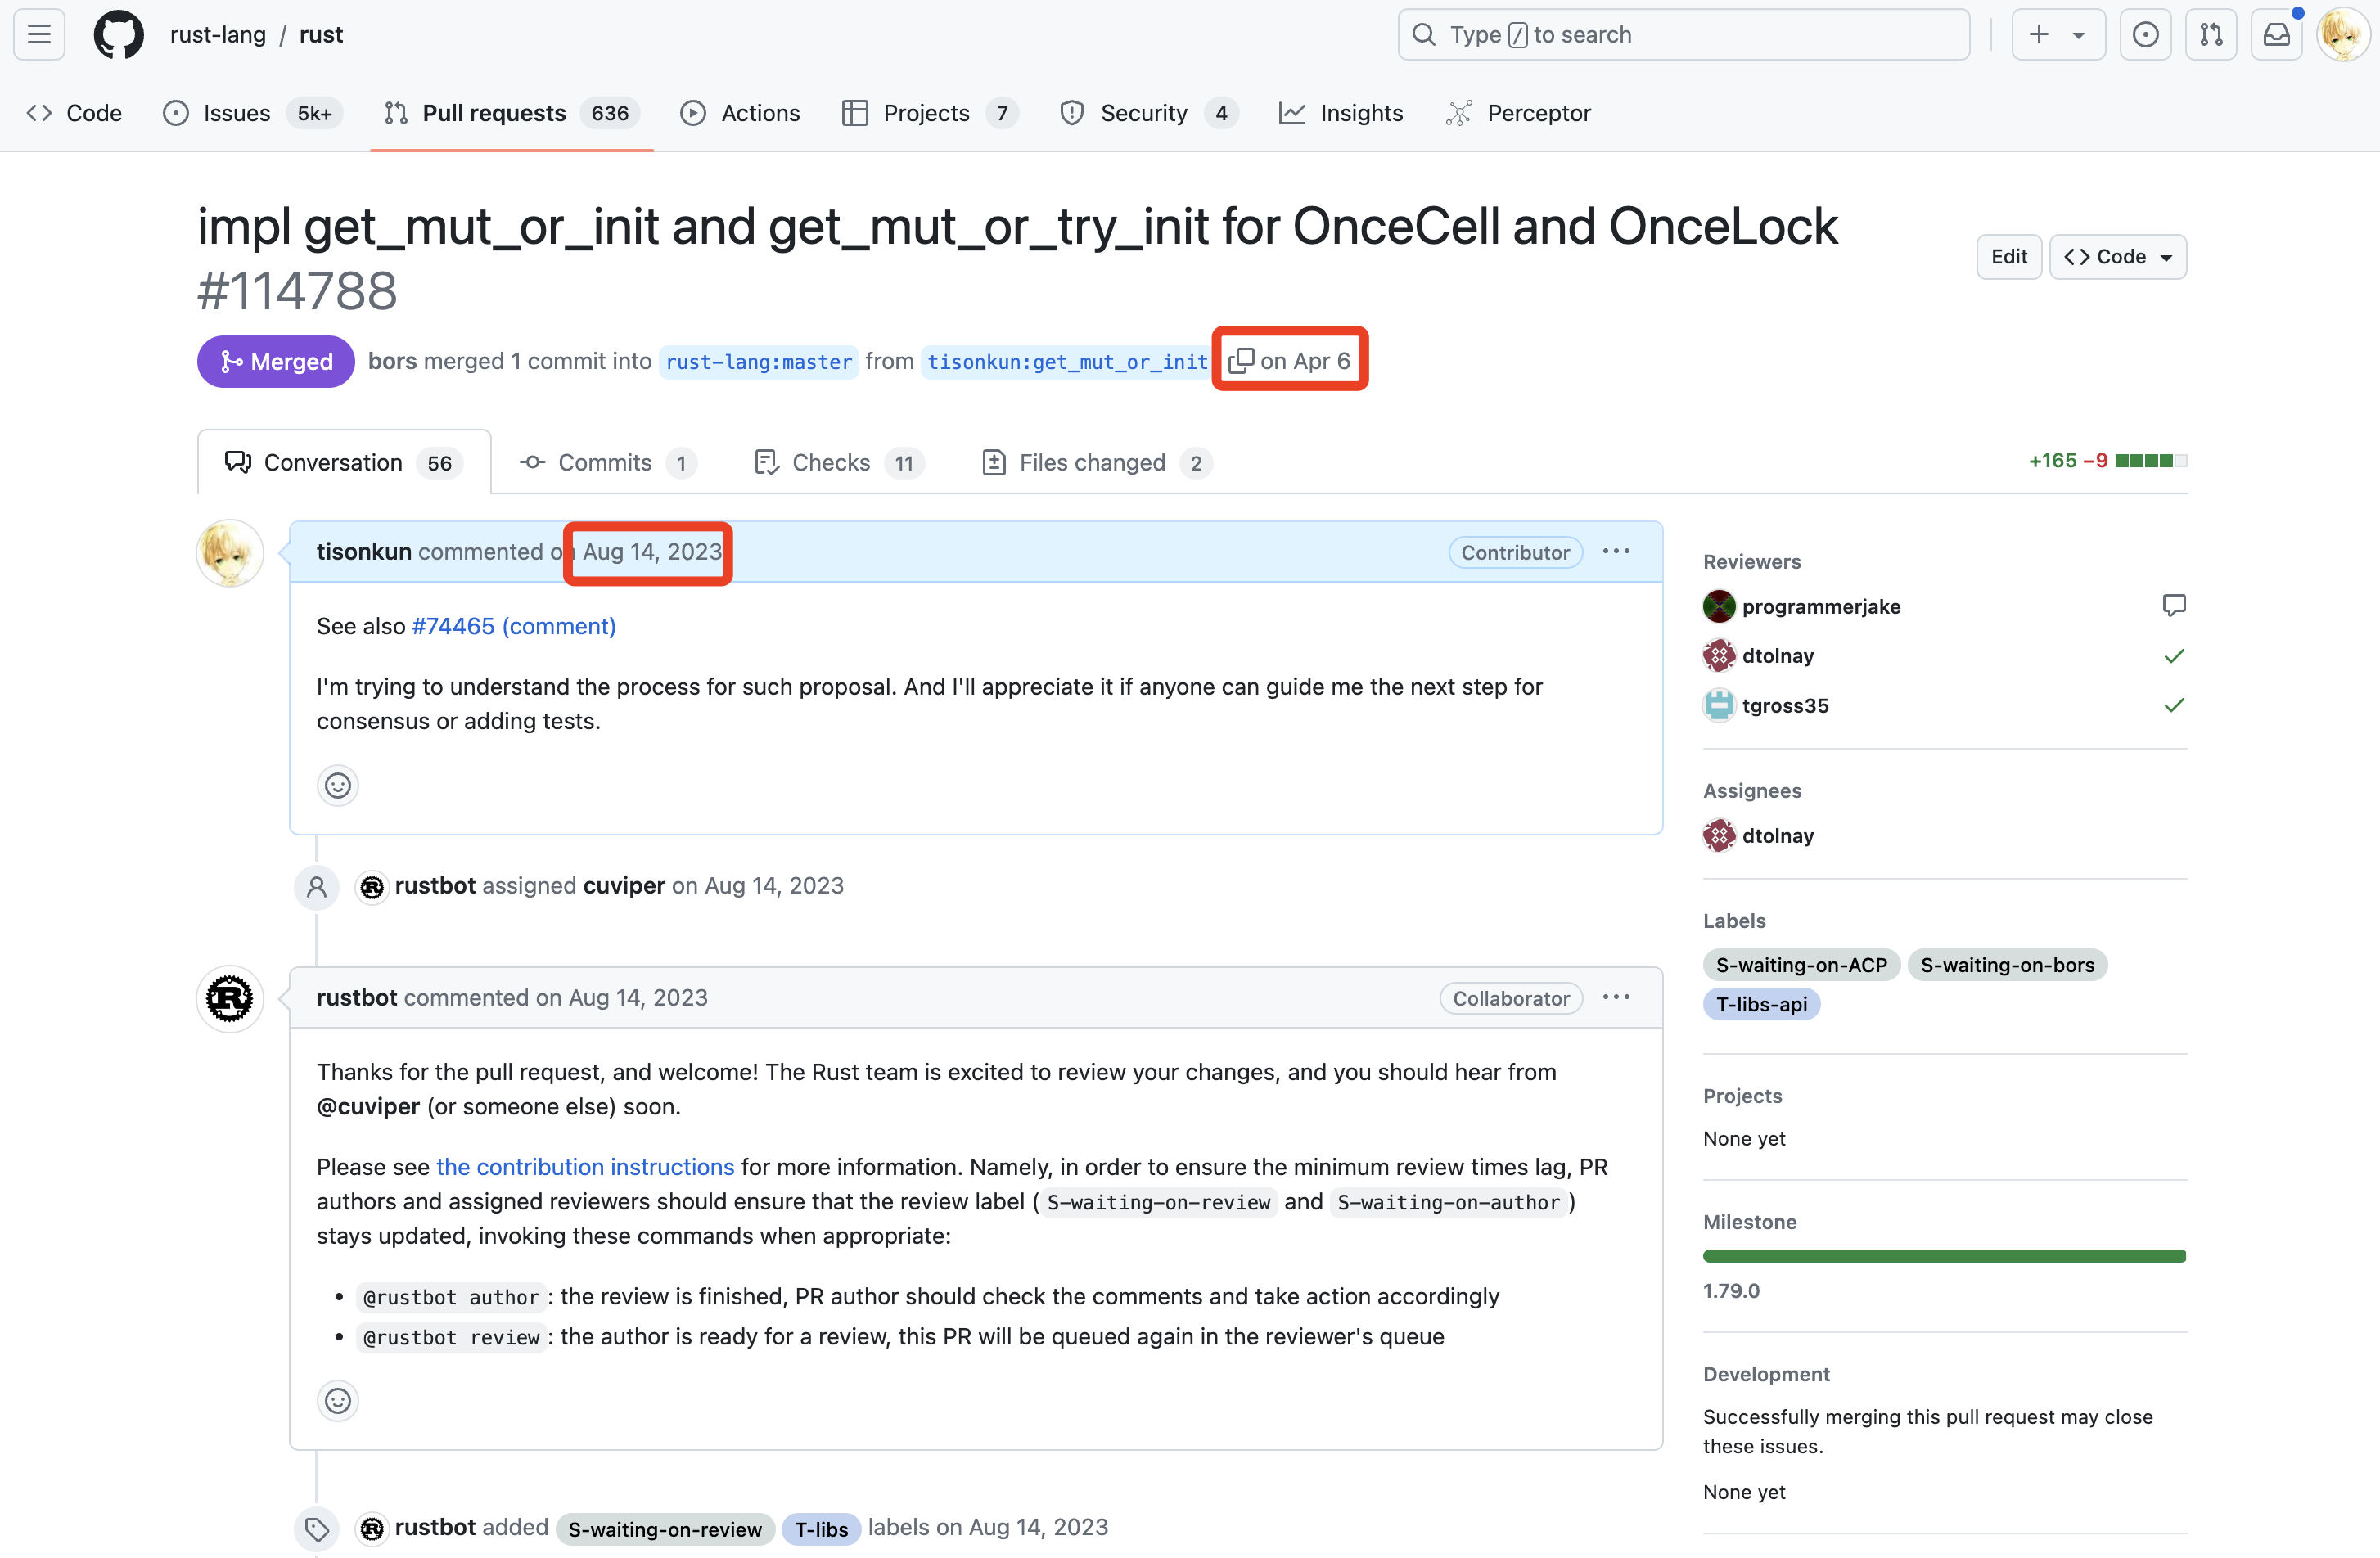 rust-lang / rust
Type / to search
Code
Issues 5k+
Pull requests 636
Actions
Projects 7
Security 4
Insights
Perceptor
impl get_mut_or_init and get_mut_or_try_init for OnceCell and OnceLock
#114788
Edit
Code
Merged
bors merged 1 commit into rust-lang:master from tisonkun:get_mut_or_init on Apr 6
Conversation 56
Commits 1
Checks 11
Files changed 2
+165 −9
tisonkun commented on Aug 14, 2023
Contributor
See also #74465 (comment)
I'm trying to understand the process for such proposal. And I'll appreciate it if anyone can guide me the next step for
consensus or adding tests.
rustbot assigned cuviper on Aug 14, 2023
rustbot commented on Aug 14, 2023
Collaborator
Thanks for the pull request, and welcome! The Rust team is excited to review your changes, and you should hear from
@cuviper (or someone else) soon.
Please see the contribution instructions for more information. Namely, in order to ensure the minimum review times lag, PR
authors and assigned reviewers should ensure that the review label ( S-waiting-on-review and S-waiting-on-author )
stays updated, invoking these commands when appropriate:
• @rustbot author : the review is finished, PR author should check the comments and take action accordingly
• @rustbot review : the author is ready for a review, this PR will be queued again in the reviewer's queue
rustbot added S-waiting-on-review T-libs labels on Aug 14, 2023
Reviewers
programmerjake
dtolnay
tgross35
Assignees
dtolnay
Labels
S-waiting-on-ACP S-waiting-on-bors
T-libs-api
Projects
None yet
Milestone
1.79.0
Development
Successfully merging this pull request may close
these issues.
None yet